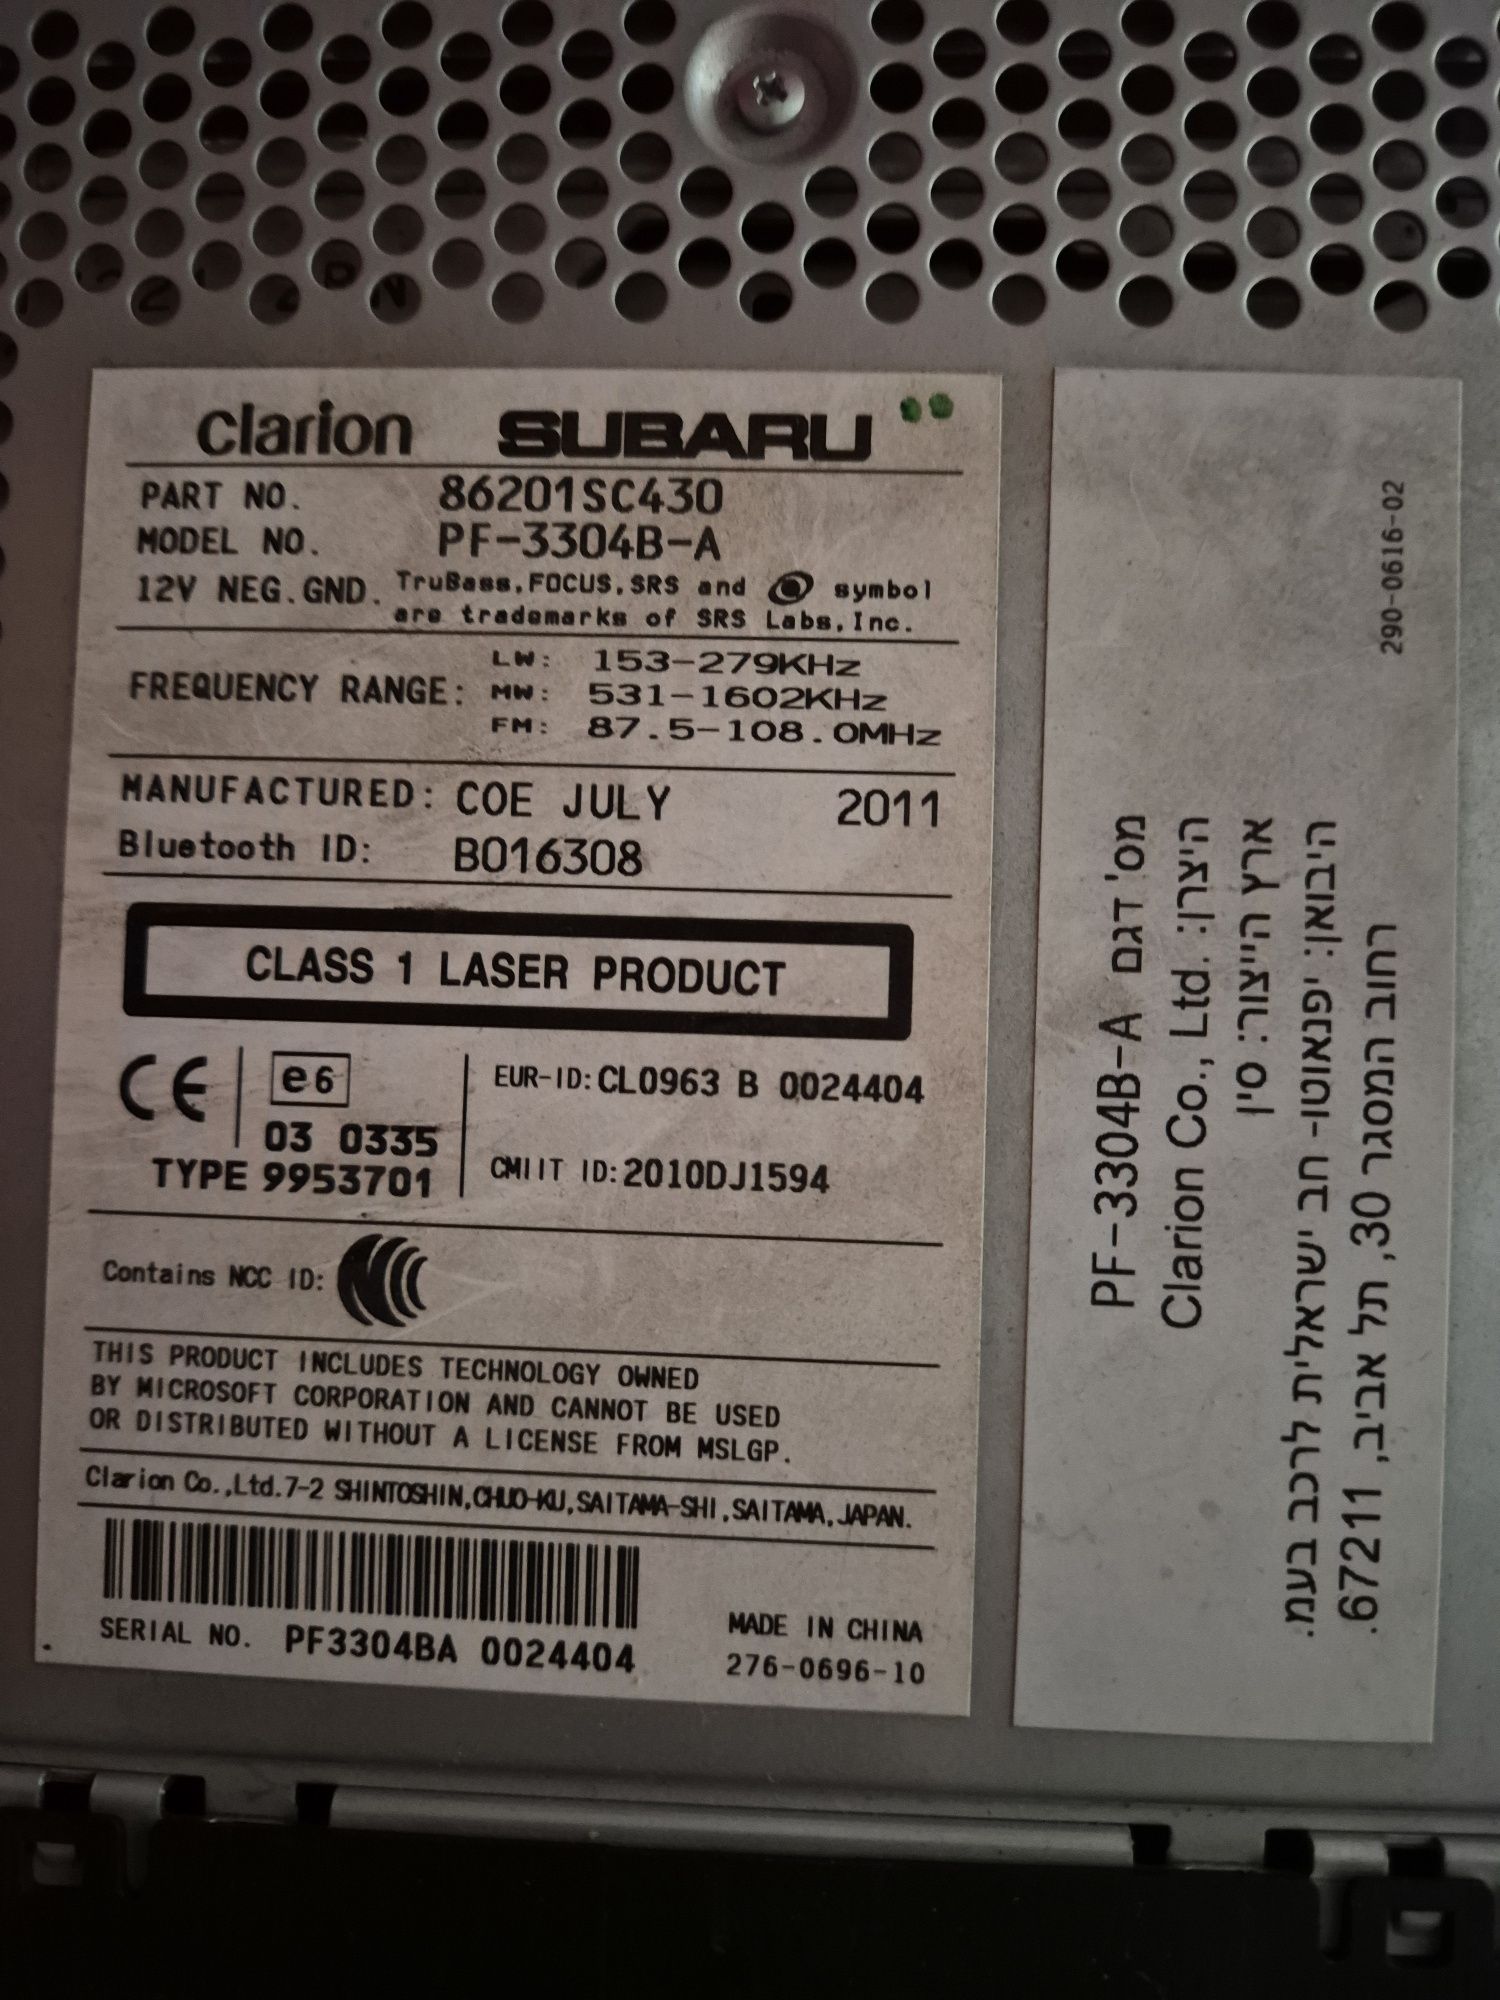 clarion SUBARU
PART NO. 86201SC430
MODEL NO. PF-3304B-A
12V NEG.GND. TruBass,FOCUS,SRS and symbol
are trademarks of SRS Labs,Inc.
FREQUENCY RANGE:
LW: 153-279KHz
MW: 531-1602KHz
FM: 87.5-108.0MHz
MANUFACTURED: COE JULY 2011
Bluetooth ID: B016308
CLASS 1 LASER PRODUCT
CE
e6
03 0335
TYPE 9953701
EUR-ID:CL0963 B 0024404
CMIIT ID:2010DJ1594
Contains NCC ID:
THIS PRODUCT INCLUDES TECHNOLOGY OWNED
BY MICROSOFT CORPORATION AND CANNOT BE USED
OR DISTRIBUTED WITHOUT A LICENSE FROM MSLGP.
Clarion Co.,Ltd.7-2 SHINTOSHIN,CHUO-KU,SAITAMA-SHI,SAITAMA,JAPAN.
SERIAL NO. PF3304BA 0024404
MADE IN CHINA
276-0696-10
מס' דגם PF-3304B-A
היצרן: Clarion Co., Ltd.
ארץ הייצור: סין
היבואן: יפנאוטו- חב ישראלית לרכב בעמ.
רחוב המסגר 30, תל אביב, 67211.
290-0616-02